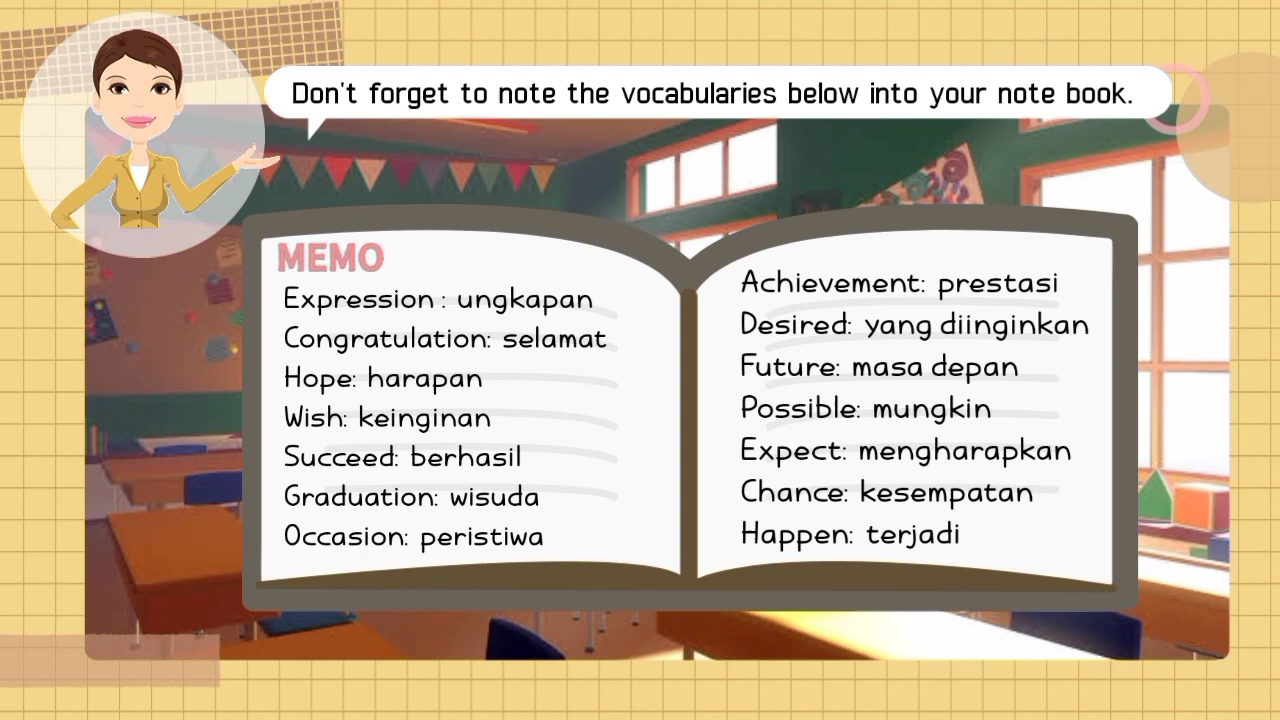 Don't forget to note the vocabularies below into your note book.
MEMO
Expression : ungkapan
Congratulation: selamat
Hope: harapan
Wish: keinginan
Succeed: berhasil
Graduation: wisuda
Occasion: peristiwa
Achievement: prestasi
Desired: yang diinginkan
Future: masa depan
Possible: mungkin
Expect: mengharapkan
Chance: kesempatan
Happen: terjadi